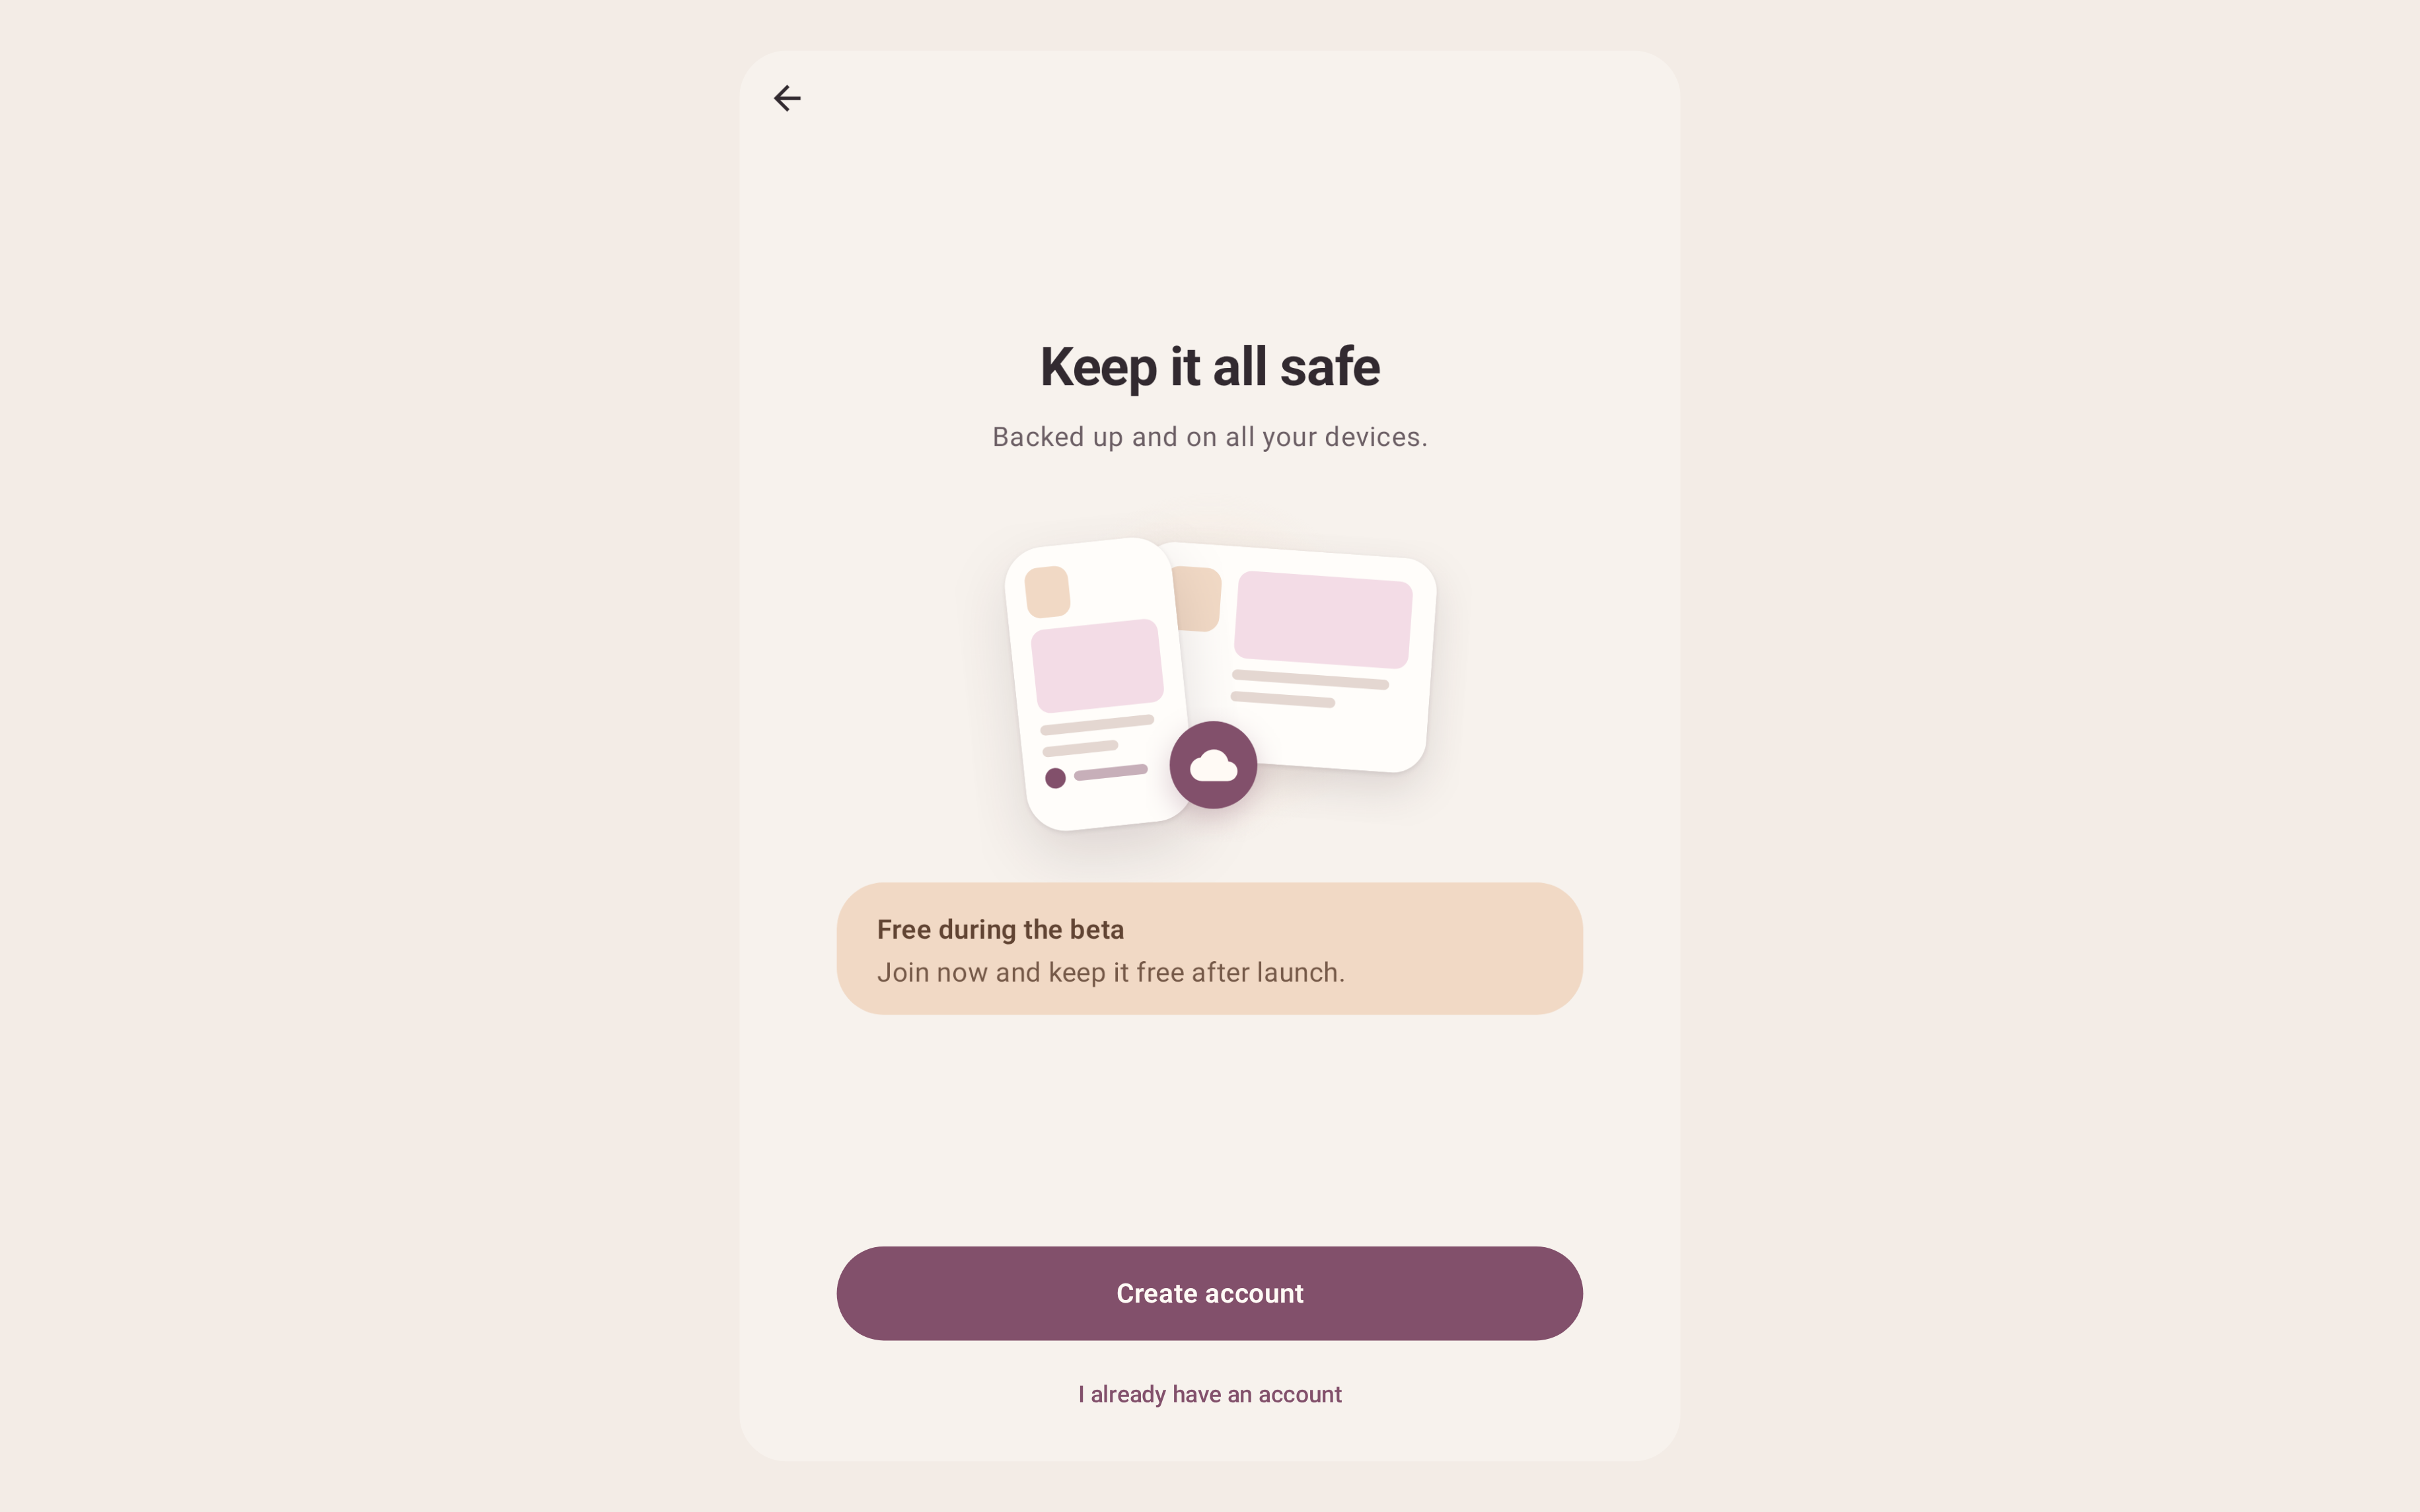 Keep it all safe
Backed up and on all your devices.
Free during the beta
Join now and keep it free after launch.
Create account
I already have an account